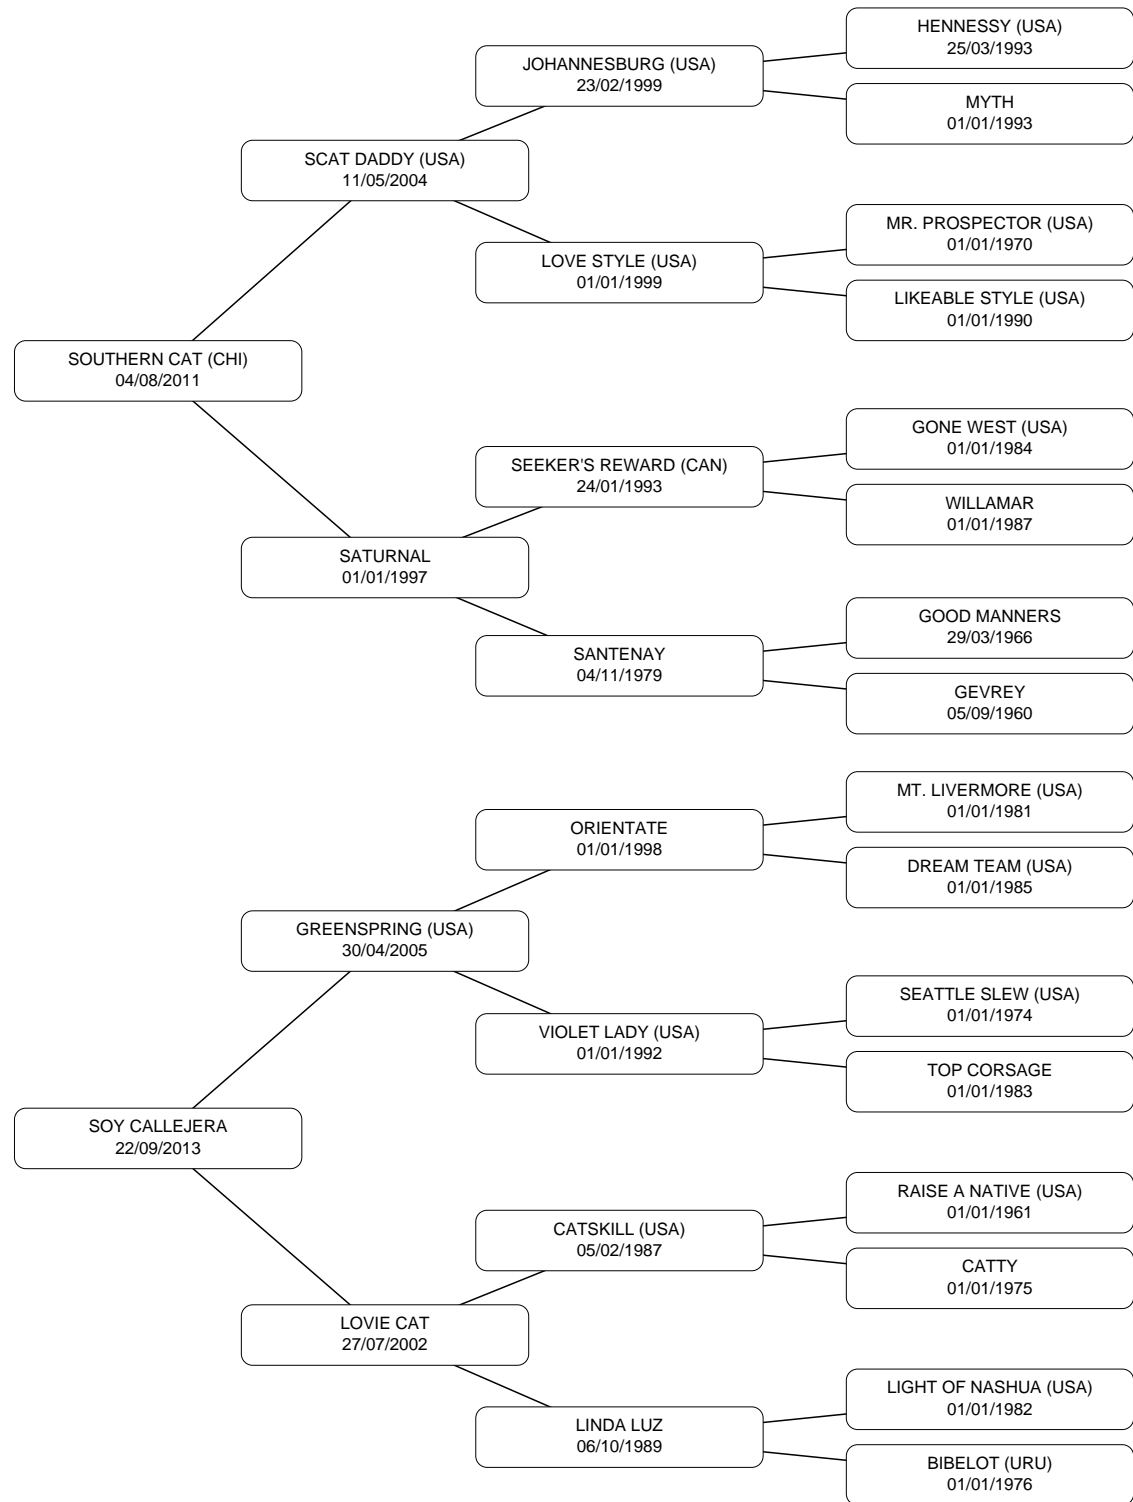 HENNESSY (USA)
25/03/1993
JOHANNESBURG (USA)
23/02/1999
MYTH
01/01/1993
SCAT DADDY (USA)
11/05/2004
MR. PROSPECTOR (USA)
01/01/1970
LOVE STYLE (USA)
01/01/1999
LIKEABLE STYLE (USA)
01/01/1990
SOUTHERN CAT (CHI)
04/08/2011
GONE WEST (USA)
01/01/1984
SEEKER'S REWARD (CAN)
24/01/1993
WILLAMAR
01/01/1987
SATURNAL
01/01/1997
GOOD MANNERS
29/03/1966
SANTENAY
04/11/1979
GEVREY
05/09/1960
MT. LIVERMORE (USA)
01/01/1981
ORIENTATE
01/01/1998
DREAM TEAM (USA)
01/01/1985
GREENSPRING (USA)
30/04/2005
SEATTLE SLEW (USA)
01/01/1974
VIOLET LADY (USA)
01/01/1992
TOP CORSAGE
01/01/1983
SOY CALLEJERA
22/09/2013
RAISE A NATIVE (USA)
01/01/1961
CATSKILL (USA)
05/02/1987
CATTY
01/01/1975
LOVIE CAT
27/07/2002
LIGHT OF NASHUA (USA)
01/01/1982
LINDA LUZ
06/10/1989
BIBELOT (URU)
01/01/1976